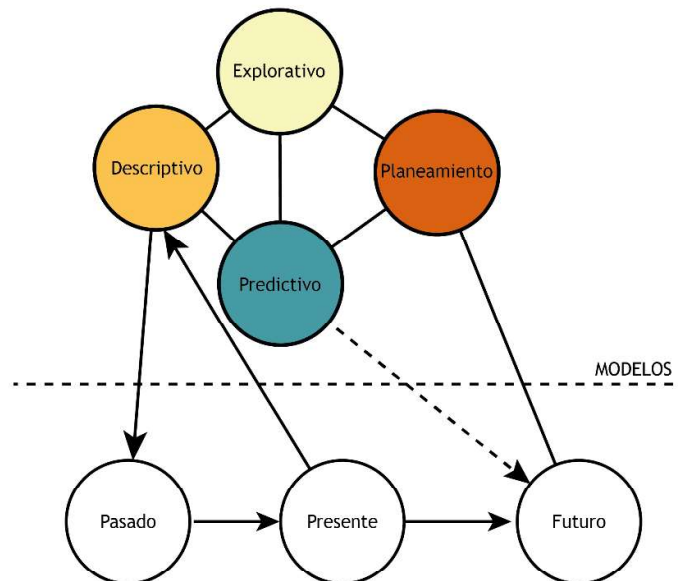 Explorativo
Descriptivo
Planeamiento
Predictivo
MODELOS
Pasado
Presente
Futuro